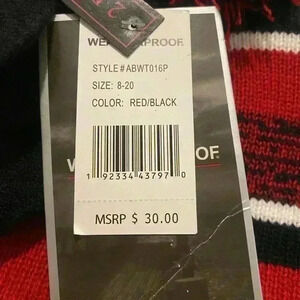 STYLE # ABWT016P
SIZE: 8-20
COLOR: RED/BLACK
1 92334 43797 0
MSRP $ 30.00